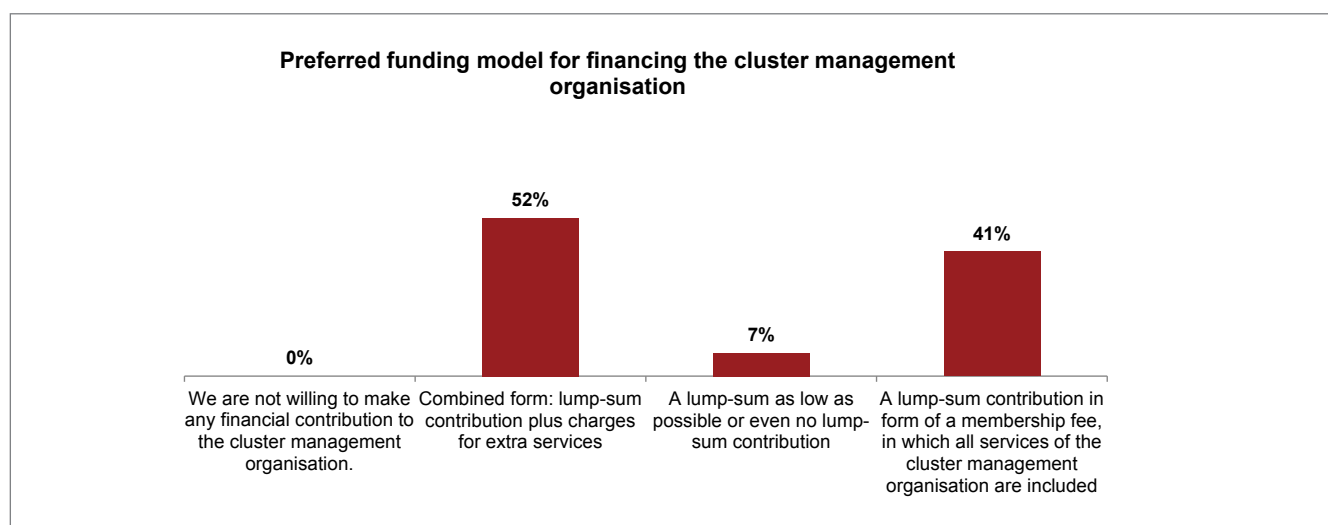 Preferred funding model for financing the cluster management
organisation
0%
52%
7%
41%
We are not willing to make
any financial contribution to
the cluster management
organisation.
Combined form: lump-sum
contribution plus charges
for extra services
A lump-sum as low as
possible or even no lump-
sum contribution
A lump-sum contribution in
form of a membership fee,
in which all services of the
cluster management
organisation are included